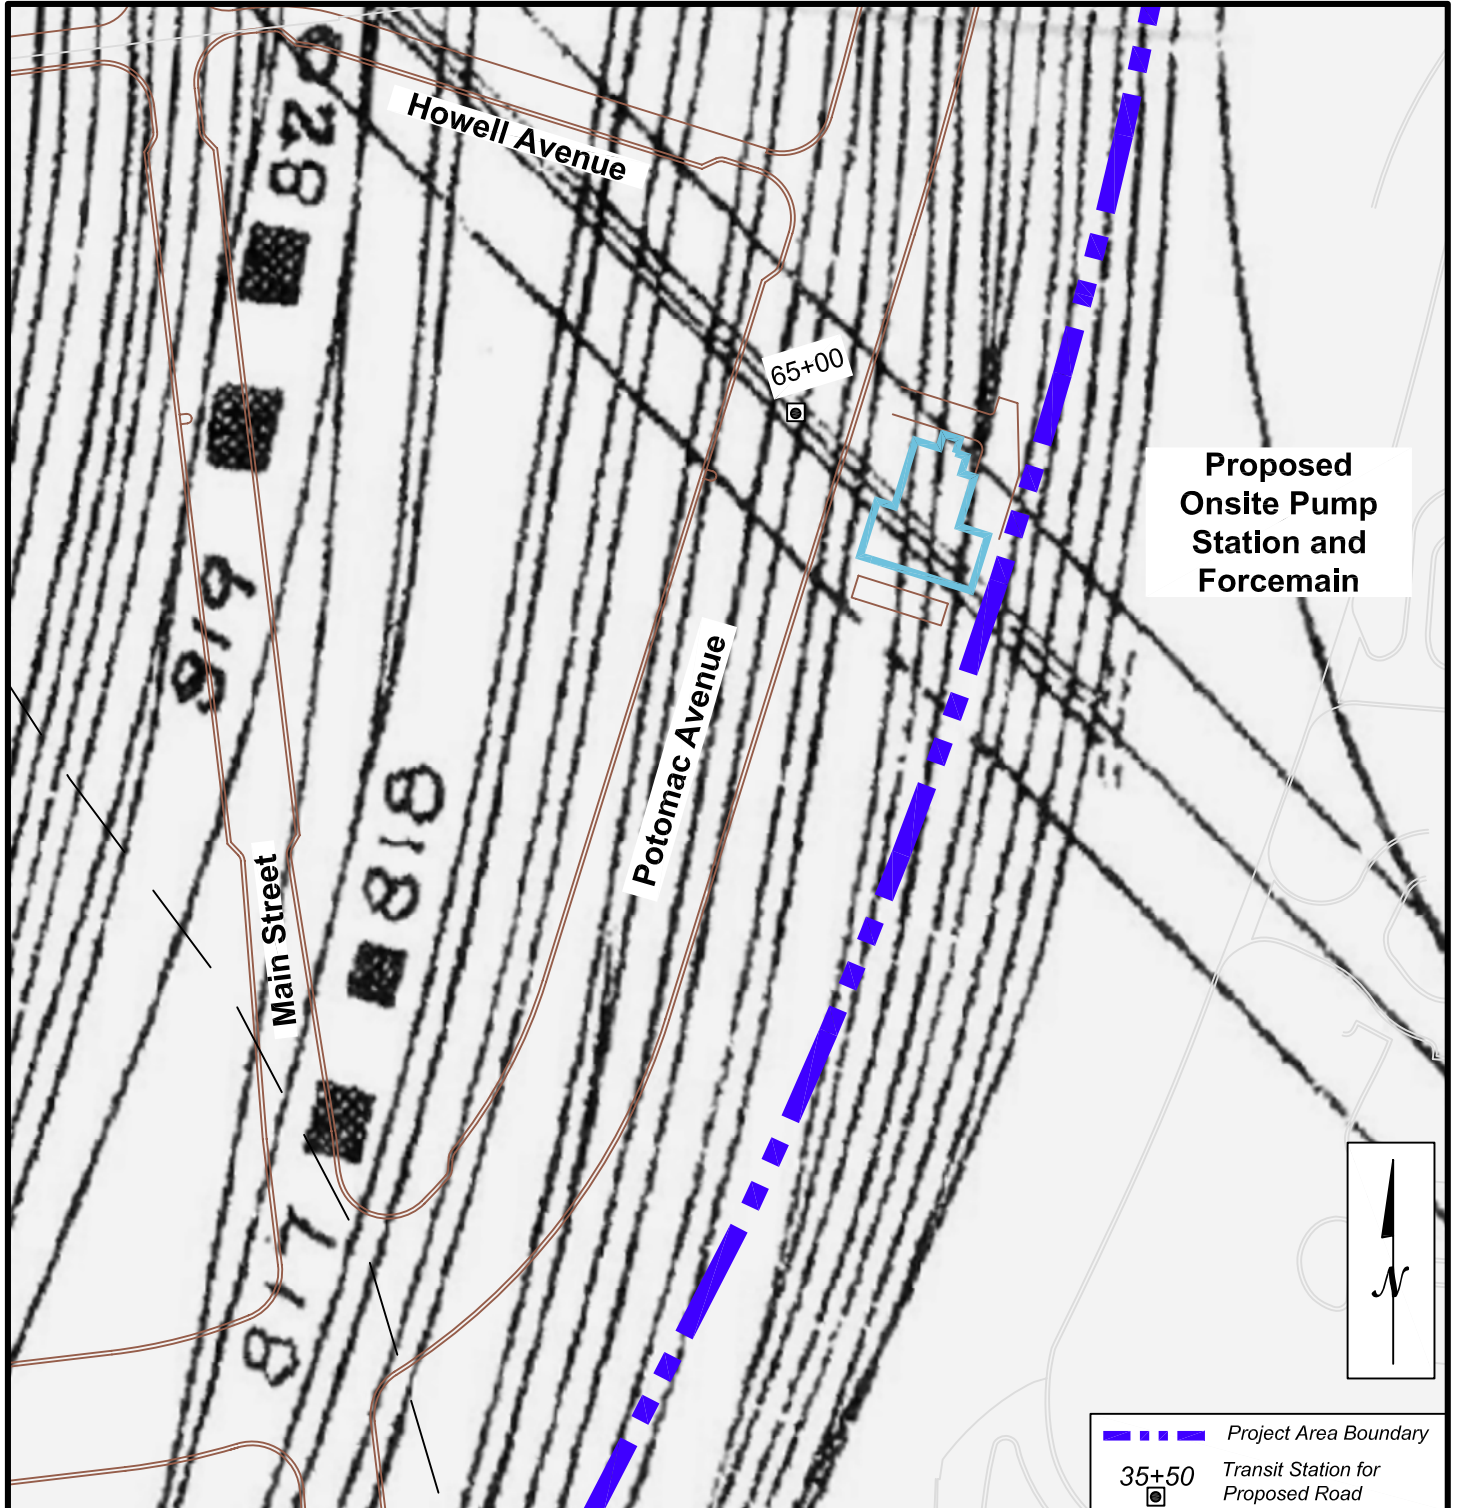 Howell Avenue
828
65+00
Proposed
Onsite Pump
Station and
Forcemain
819
Potomac Avenue
818
Main Street
817
N
Project Area Boundary
35+50
Transit Station for
Proposed Road